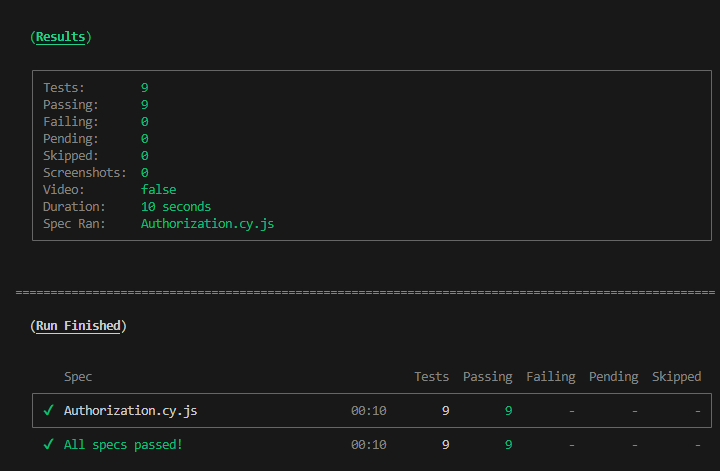 (Results)
Tests: 9
Passing: 9
Failing: 0
Pending: 0
Skipped: 0
Screenshots: 0
Video: false
Duration: 10 seconds
Spec Ran: Authorization.cy.js
====================================================================================================
(Run Finished)
Spec Tests Passing Failing Pending Skipped
✔ Authorization.cy.js 00:10 9 9 - - -
✔ All specs passed! 00:10 9 9 - - -